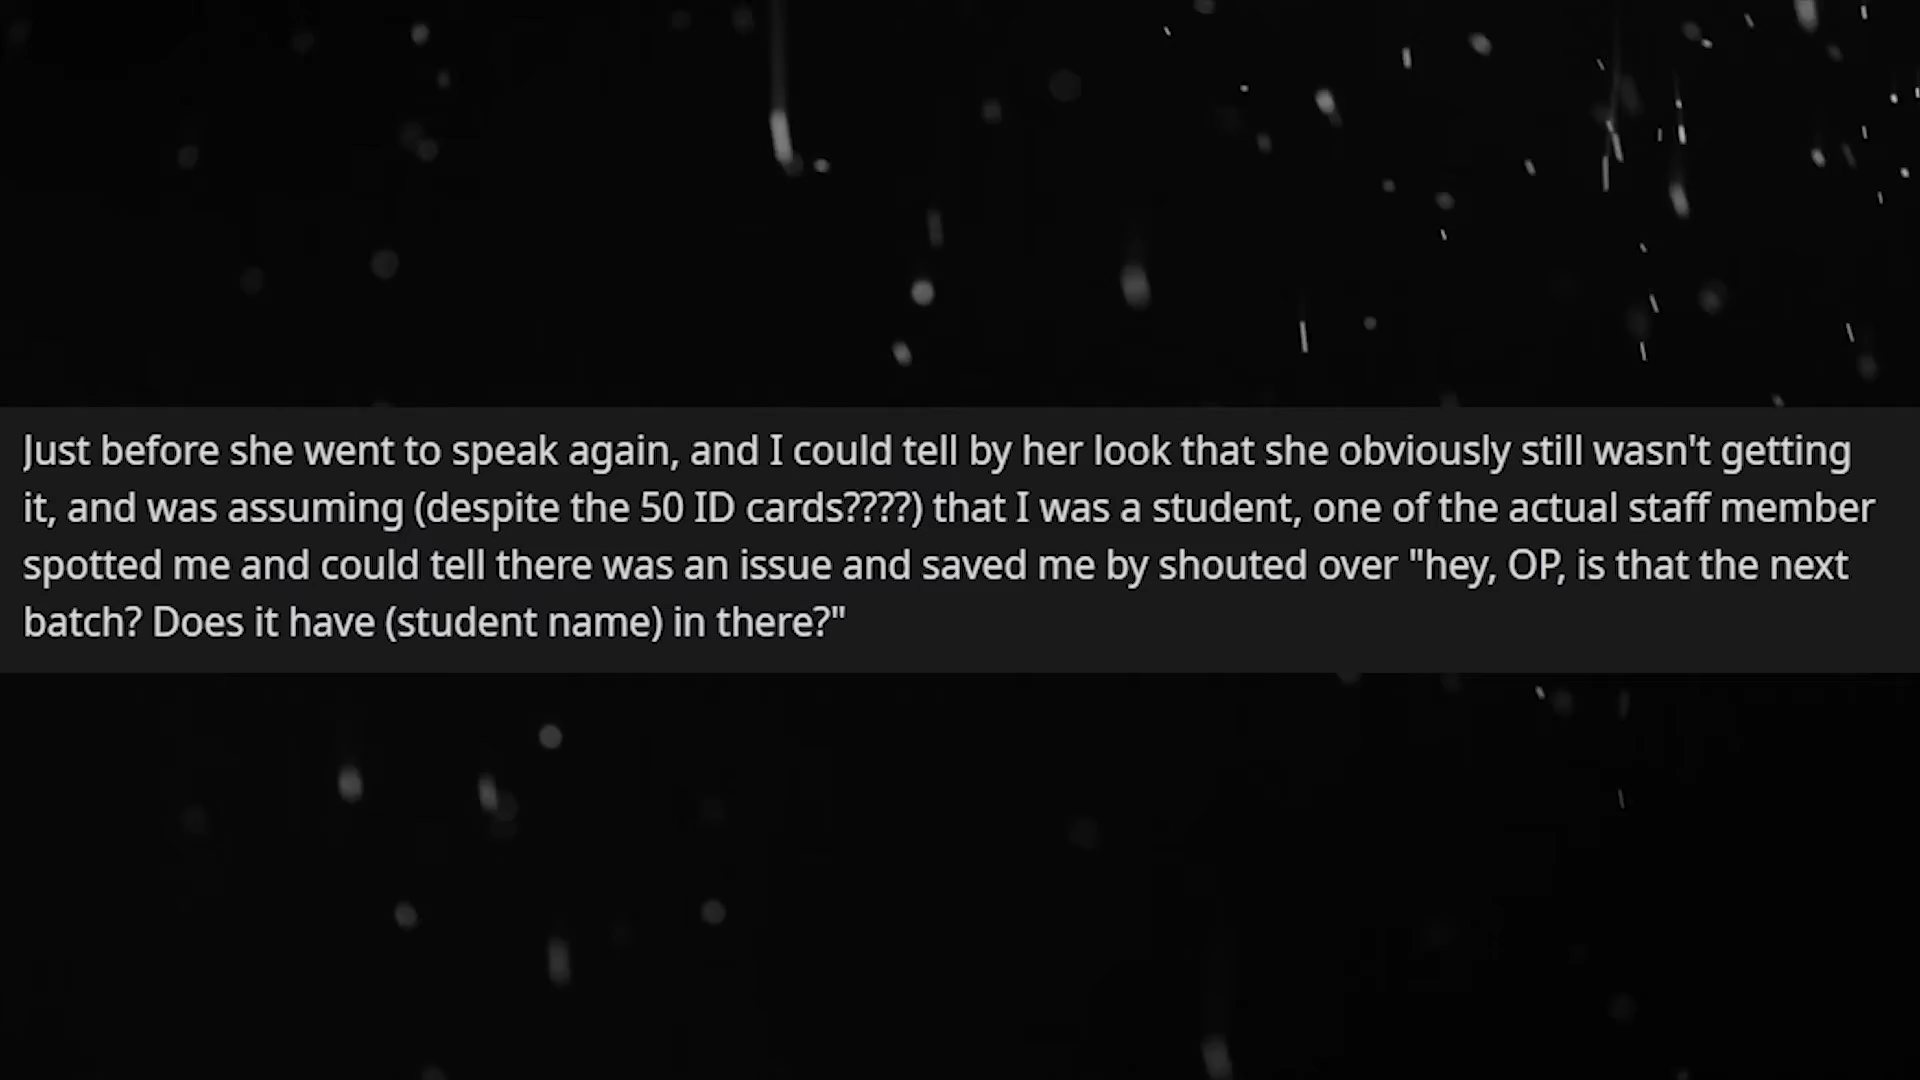 Just before she went to speak again, and I could tell by her look that she obviously still wasn't getting
it, and was assuming (despite the 50 ID cards????) that I was a student, one of the actual staff member
spotted me and could tell there was an issue and saved me by shouted over "hey, OP, is that the next
batch? Does it have (student name) in there?"